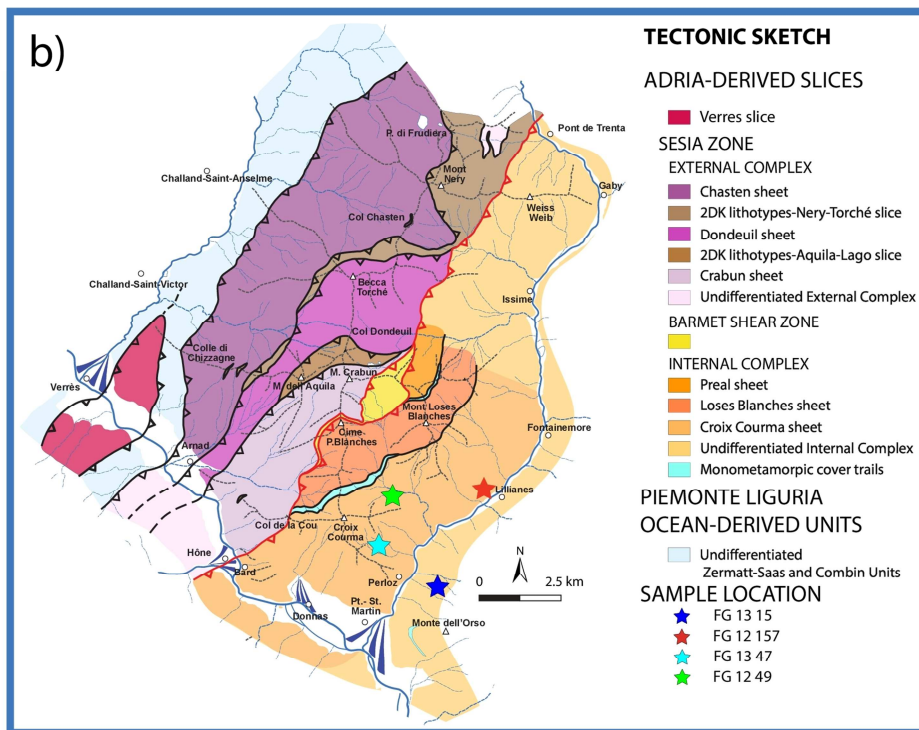 b)
P. di Frudiera
Pont de Trenta
Challand-Saint-Anselme
Mont
Nery
Gaby
Weiss
Weib
Col Chasten
Challand-Saint-Victor
Becca
Torché
Issime
Col Dondeuil
Colle di
Chizzagne
M. Crabun
M. dell'Aquila
Verrès
Mont Loses
Blanches
Cime
P.Blanches
Fontainemore
Arnad
Lillianes
Col de la Cou
Croix
Courma
Hône
Bard
Perloz
N
0 2.5 km
Donnas
Pt.- St.
Martin
Monte dell'Orso
TECTONIC SKETCH
ADRIA-DERIVED SLICES
Verres slice
SESIA ZONE
EXTERNAL COMPLEX
Chasten sheet
2DK lithotypes-Nery-Torché slice
Dondeuil sheet
2DK lithotypes-Aquila-Lago slice
Crabun sheet
Undifferentiated External Complex
BARMET SHEAR ZONE
INTERNAL COMPLEX
Preal sheet
Loses Blanches sheet
Croix Courma sheet
Undifferentiated Internal Complex
Monometamorpic cover trails
PIEMONTE LIGURIA
OCEAN-DERIVED UNITS
Undifferentiated
Zermatt-Saas and Combin Units
SAMPLE LOCATION
FG 13 15
FG 12 157
FG 13 47
FG 12 49